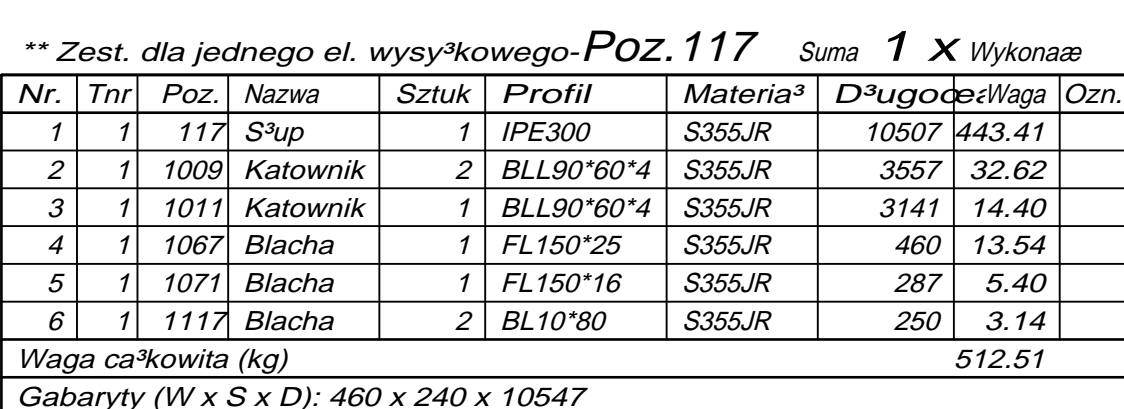 ** Zest. dla jednego el. wysy³kowego-Poz.117 Suma 1 x Wykonaæ
Nr. Tnr Poz. Nazwa Sztuk Profil Materia³ D³ugoœæ Waga Ozn.
1 1 117 S³up 1 IPE300 S355JR 10507 443.41
2 1 1009 Katownik 2 BLL90*60*4 S355JR 3557 32.62
3 1 1011 Katownik 1 BLL90*60*4 S355JR 3141 14.40
4 1 1067 Blacha 1 FL150*25 S355JR 460 13.54
5 1 1071 Blacha 1 FL150*16 S355JR 287 5.40
6 1 1117 Blacha 2 BL10*80 S355JR 250 3.14
Waga ca³kowita (kg) 512.51
Gabaryty (W x S x D): 460 x 240 x 10547